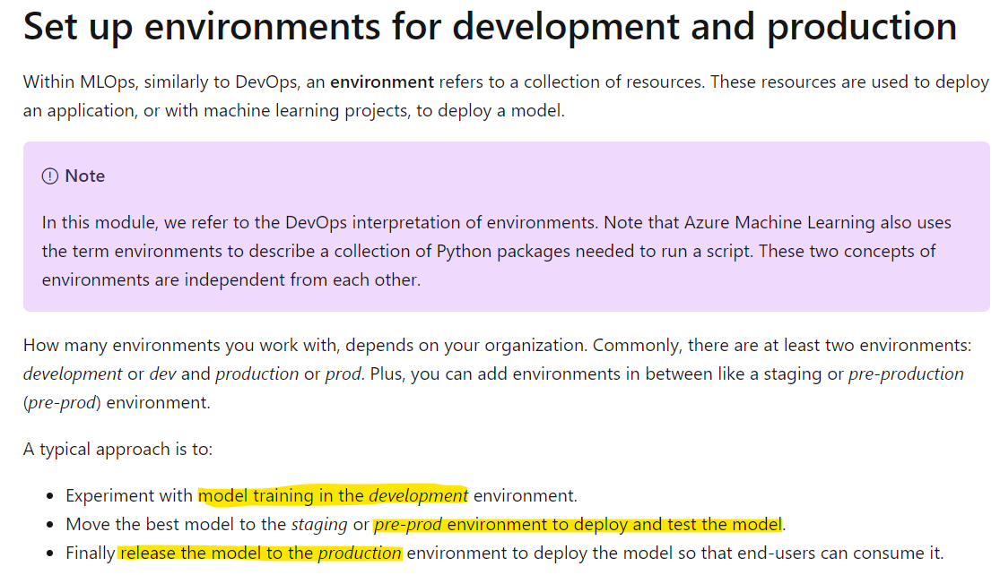 Set up environments for development and production
Within MLOps, similarly to DevOps, an environment refers to a collection of resources. These resources are used to deploy
an application, or with machine learning projects, to deploy a model.
Note
In this module, we refer to the DevOps interpretation of environments. Note that Azure Machine Learning also uses
the term environments to describe a collection of Python packages needed to run a script. These two concepts of
environments are independent from each other.
How many environments you work with, depends on your organization. Commonly, there are at least two environments:
development or dev and production or prod. Plus, you can add environments in between like a staging or pre-production
(pre-prod) environment.
A typical approach is to:
• Experiment with model training in the development environment.
• Move the best model to the staging or pre-prod environment to deploy and test the model.
• Finally release the model to the production environment to deploy the model so that end-users can consume it.